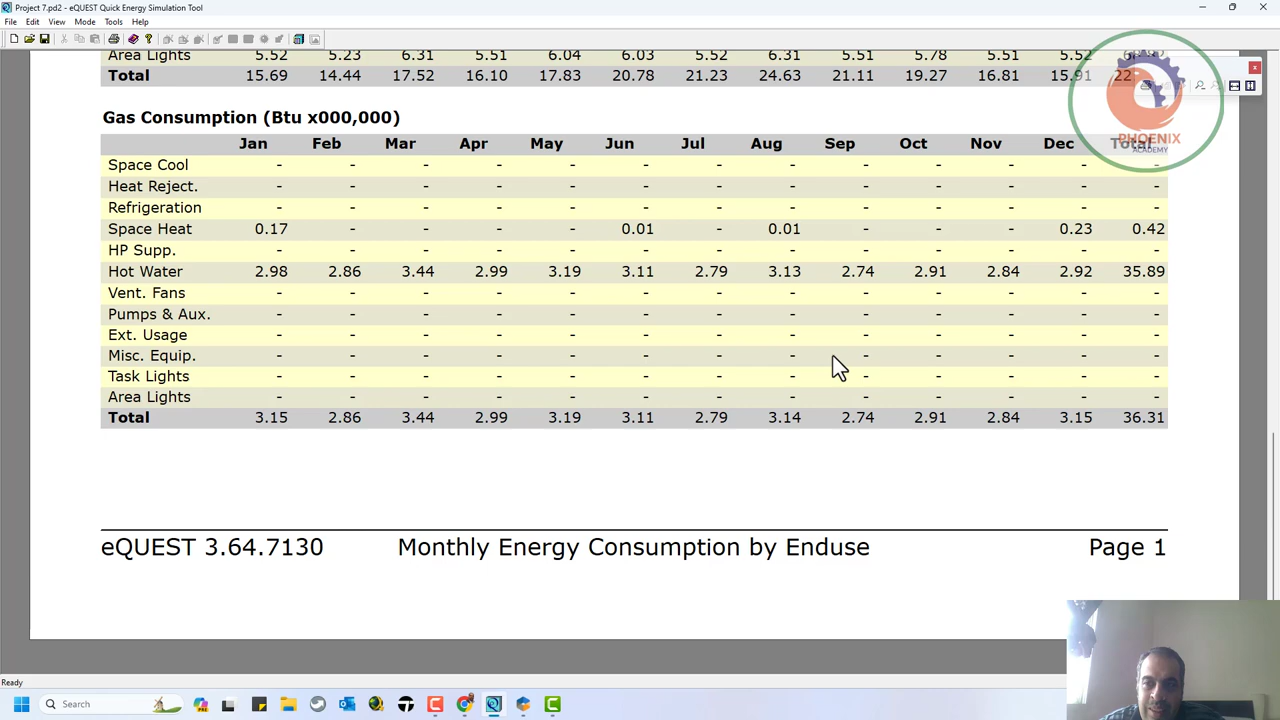 Project 7.pd2 - eQUEST Quick Energy Simulation Tool
File Edit View Mode Tools Help
Area Lights 5.52 5.23 6.31 5.51 6.04 6.03 5.52 6.31 5.51 5.78 5.51 5.52
Total 15.69 14.44 17.52 16.10 17.83 20.78 21.23 24.63 21.11 19.27 16.81 15.91 22
Gas Consumption (Btu x000,000)
Jan Feb Mar Apr May Jun Jul Aug Sep Oct Nov Dec Total
Space Cool - - - - - - - - - - - - -
Heat Reject. - - - - - - - - - - - - -
Refrigeration - - - - - - - - - - - - -
Space Heat 0.17 - - - - 0.01 - 0.01 - - - 0.23 0.42
HP Supp. - - - - - - - - - - - - -
Hot Water 2.98 2.86 3.44 2.99 3.19 3.11 2.79 3.13 2.74 2.91 2.84 2.92 35.89
Vent. Fans - - - - - - - - - - - - -
Pumps & Aux. - - - - - - - - - - - - -
Ext. Usage - - - - - - - - - - - - -
Misc. Equip. - - - - - - - - - - - - -
Task Lights - - - - - - - - - - - - -
Area Lights - - - - - - - - - - - - -
Total 3.15 2.86 3.44 2.99 3.19 3.11 2.79 3.14 2.74 2.91 2.84 3.15 36.31
PHOENIX
ACADEMY
eQUEST 3.64.7130 Monthly Energy Consumption by Enduse Page 1
Ready
Search